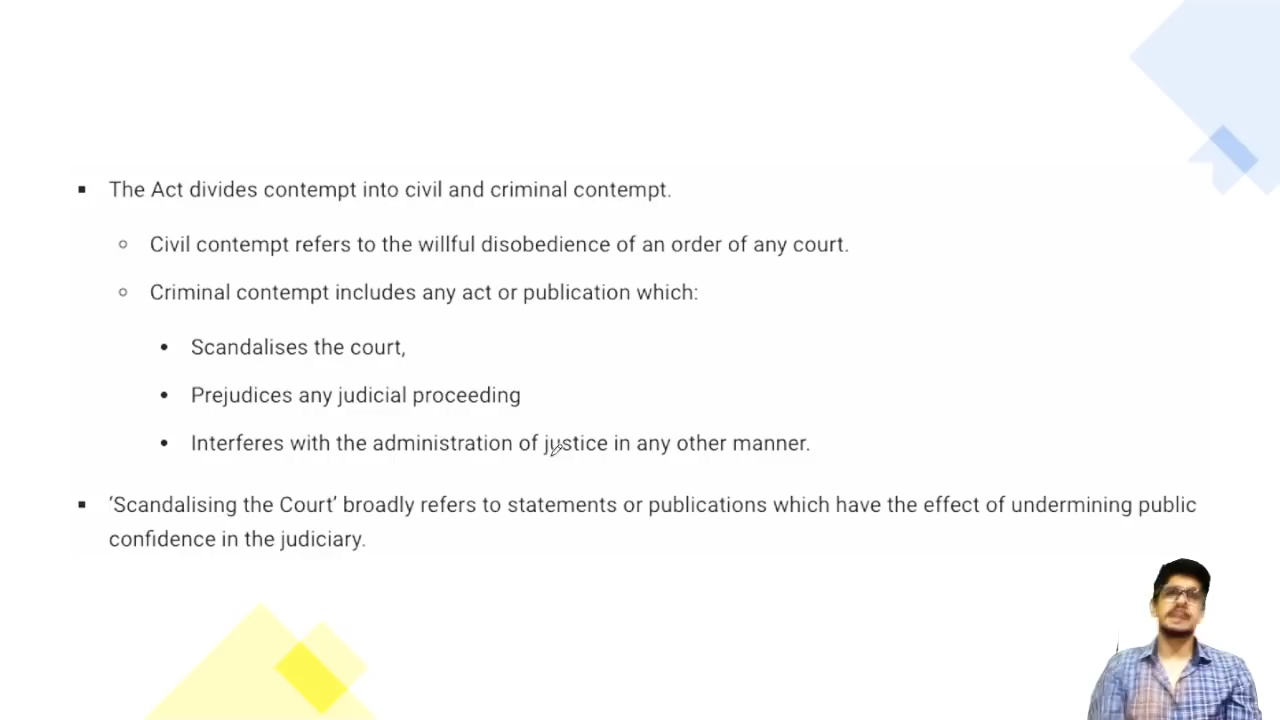 The Act divides contempt into civil and criminal contempt.
Civil contempt refers to the willful disobedience of an order of any court.
Criminal contempt includes any act or publication which:
Scandalises the court,
Prejudices any judicial proceeding
Interferes with the administration of justice in any other manner.
‘Scandalising the Court’ broadly refers to statements or publications which have the effect of undermining public
confidence in the judiciary.